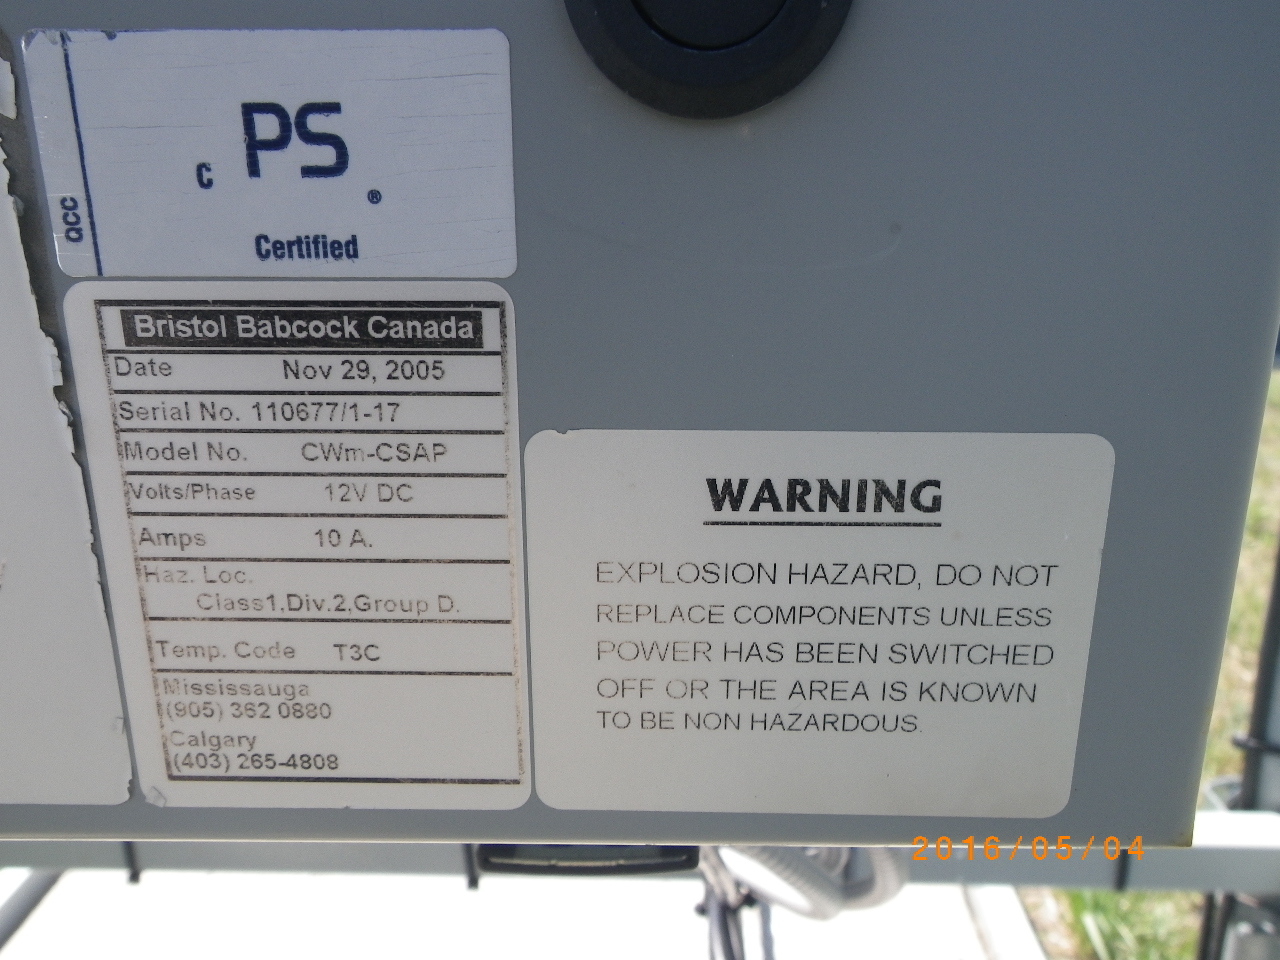 QCC
c PS ®
Certified
Bristol Babcock Canada
Date Nov 29, 2005
Serial No. 110677/1-17
Model No. CWm-CSAP
Volts/Phase 12V DC
Amps 10 A.
Haz. Loc.
Class1,Div.2,Group D.
Temp. Code T3C
Mississauga
(905) 362 0880
Calgary
(403) 265-4808
WARNING
EXPLOSION HAZARD, DO NOT
REPLACE COMPONENTS UNLESS
POWER HAS BEEN SWITCHED
OFF OR THE AREA IS KNOWN
TO BE NON HAZARDOUS.
2016/05/04